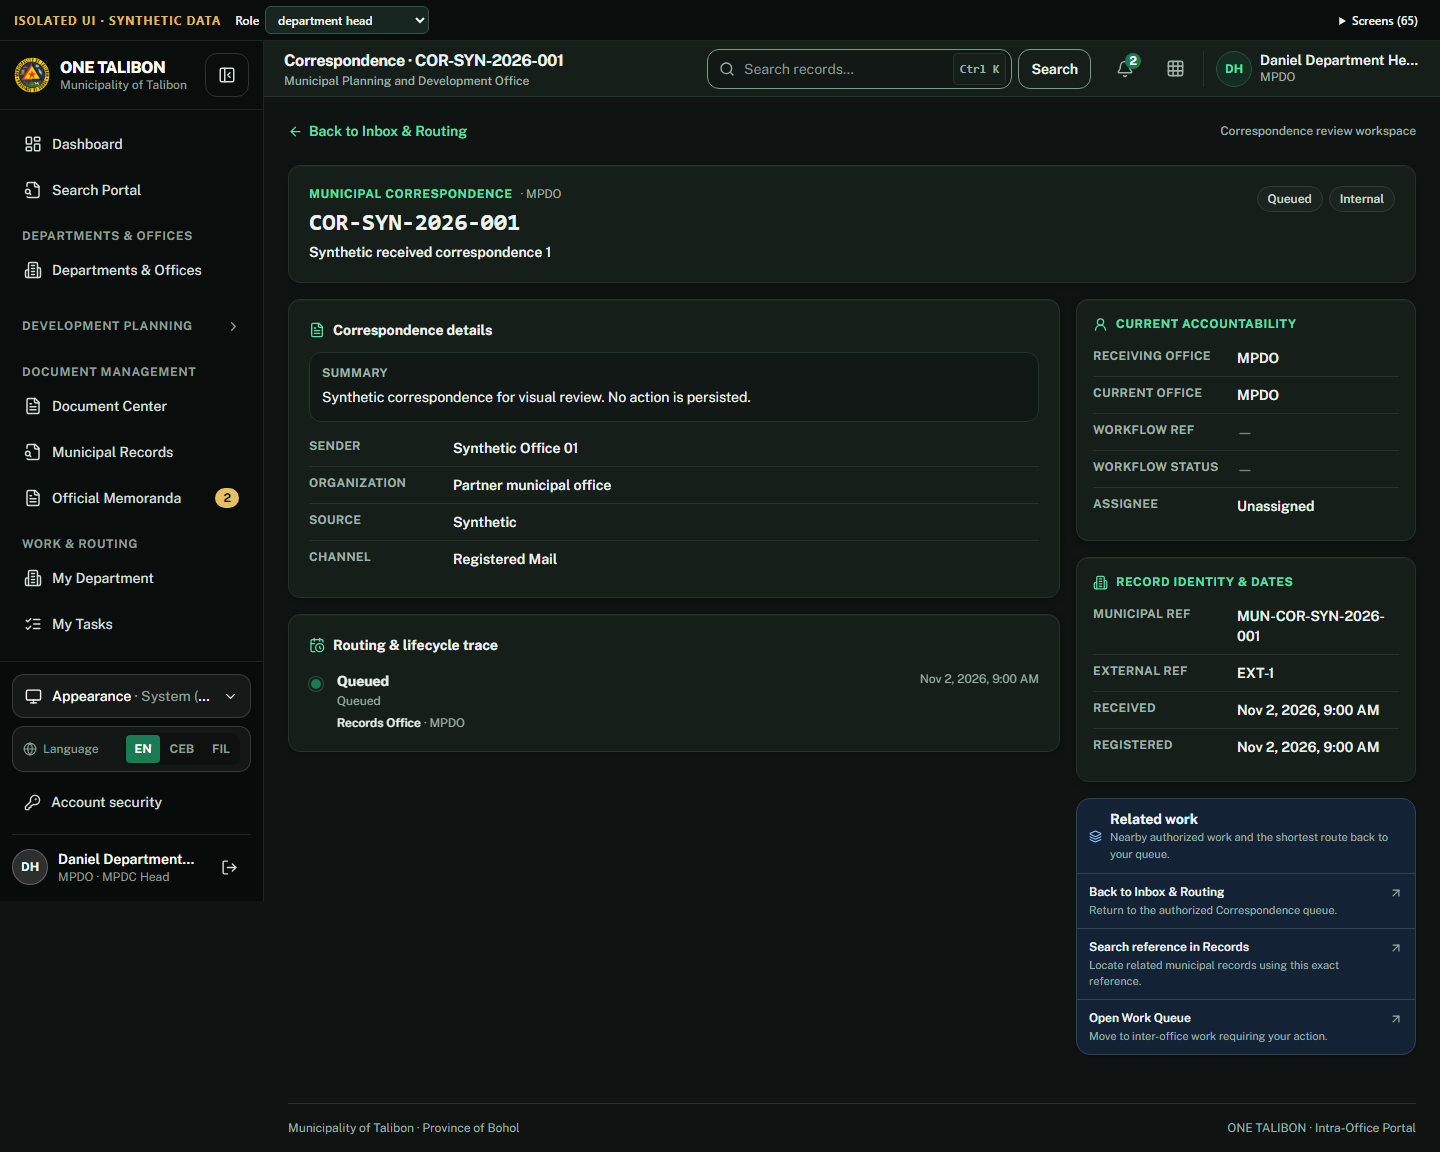 ISOLATED UI · SYNTHETIC DATA
Role
department head
Screens (65)
ONE TALIBON
Municipality of Talibon
Correspondence · COR-SYN-2026-001
Municipal Planning and Development Office
Search records...
Ctrl K
Search
2
DH
Daniel Department He...
MPDO
Dashboard
Search Portal
DEPARTMENTS & OFFICES
Departments & Offices
DEVELOPMENT PLANNING
DOCUMENT MANAGEMENT
Document Center
Municipal Records
Official Memoranda
2
WORK & ROUTING
My Department
My Tasks
Appearance · System (...
Language
EN
CEB
FIL
Account security
DH
Daniel Department...
MPDO · MPDC Head
Back to Inbox & Routing
Correspondence review workspace
MUNICIPAL CORRESPONDENCE · MPDO
COR-SYN-2026-001
Synthetic received correspondence 1
Queued
Internal
Correspondence details
SUMMARY
Synthetic correspondence for visual review. No action is persisted.
SENDER
Synthetic Office 01
ORGANIZATION
Partner municipal office
SOURCE
Synthetic
CHANNEL
Registered Mail
Routing & lifecycle trace
Queued
Nov 2, 2026, 9:00 AM
Queued
Records Office · MPDO
CURRENT ACCOUNTABILITY
RECEIVING OFFICE
MPDO
CURRENT OFFICE
MPDO
WORKFLOW REF
—
WORKFLOW STATUS
—
ASSIGNEE
Unassigned
RECORD IDENTITY & DATES
MUNICIPAL REF
MUN-COR-SYN-2026-
001
EXTERNAL REF
EXT-1
RECEIVED
Nov 2, 2026, 9:00 AM
REGISTERED
Nov 2, 2026, 9:00 AM
Related work
Nearby authorized work and the shortest route back to
your queue.
Back to Inbox & Routing
Return to the authorized Correspondence queue.
Search reference in Records
Locate related municipal records using this exact
reference.
Open Work Queue
Move to inter-office work requiring your action.
Municipality of Talibon · Province of Bohol
ONE TALIBON · Intra-Office Portal